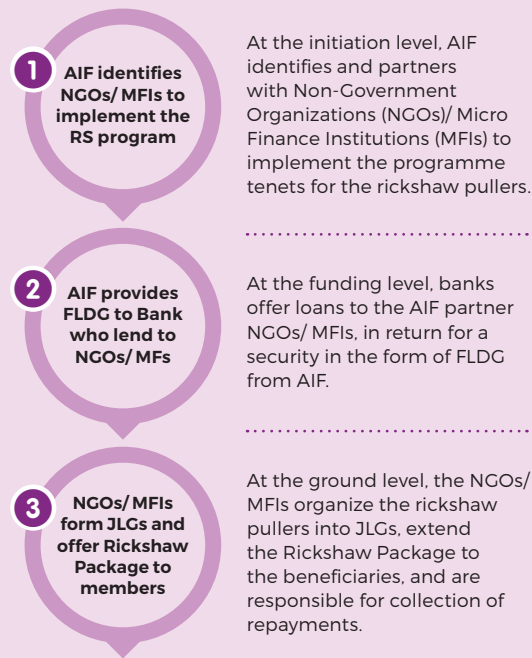 1
AIF identifies
NGOs/ MFIs to
implement the
RS program
At the initiation level, AIF
identifies and partners
with Non-Government
Organizations (NGOs)/ Micro
Finance Institutions (MFIs) to
implement the programme
tenets for the rickshaw pullers.
2
AIF provides
FLDG to Bank
who lend to
NGOs/ MFs
At the funding level, banks
offer loans to the AIF partner
NGOs/ MFIs, in return for a
security in the form of FLDG
from AIF.
3
NGOs/ MFIs
form JLGs and
offer Rickshaw
Package to
members
At the ground level, the NGOs/
MFIs organize the rickshaw
pullers into JLGs, extend
the Rickshaw Package to
the beneficiaries, and are
responsible for collection of
repayments.